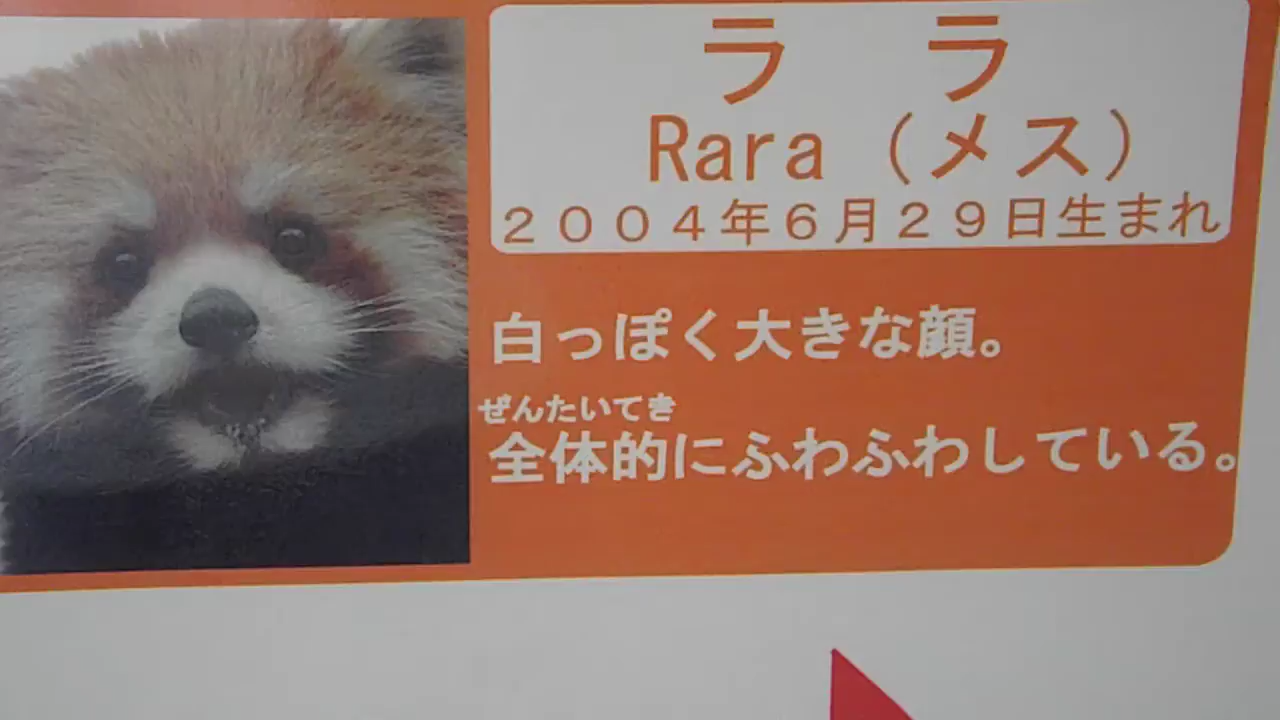 ララ
Rara（メス）
２００４年６月２９日生まれ
白っぽく大きな顔。
ぜんたいてき
全体的にふわふわしている。